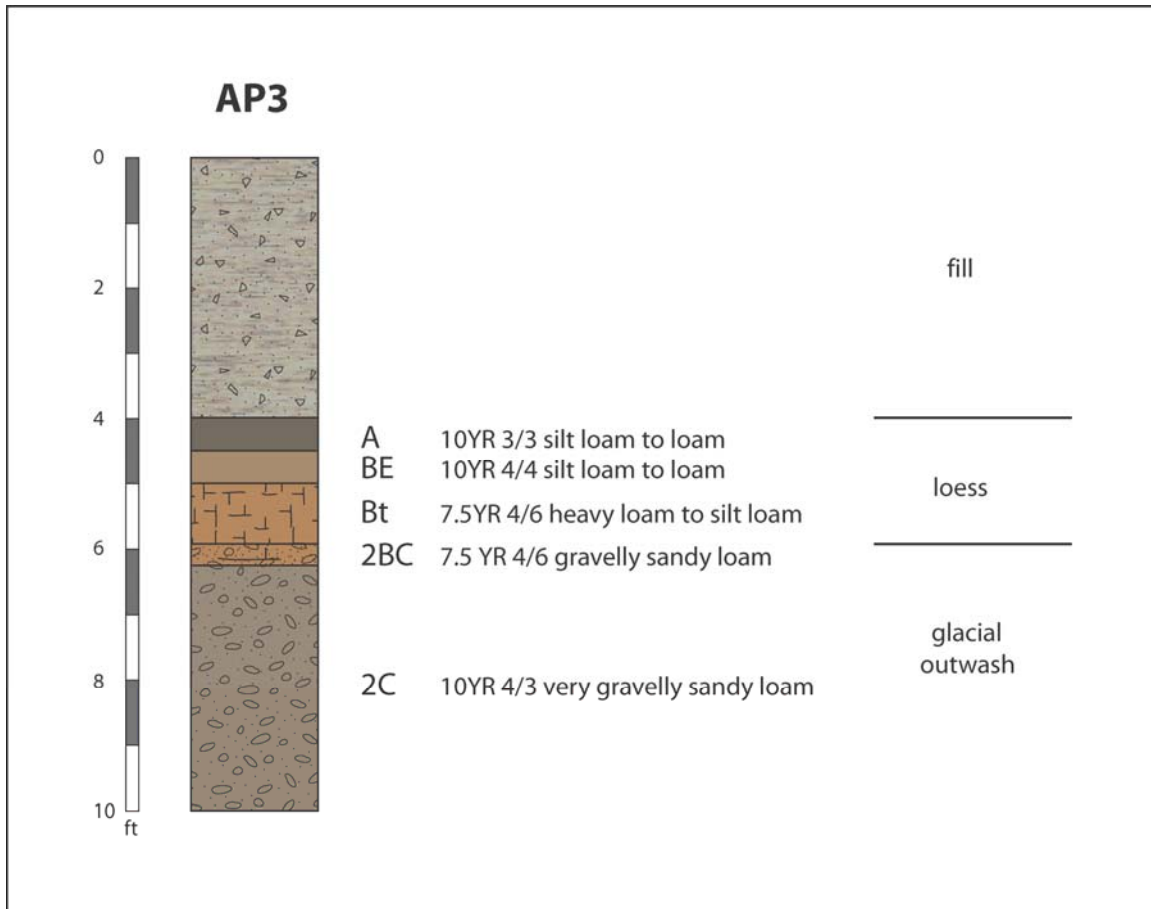 AP3
0
2
4
6
8
10
ft
A 10YR 3/3 silt loam to loam
BE 10YR 4/4 silt loam to loam
Bt 7.5YR 4/6 heavy loam to silt loam
2BC 7.5 YR 4/6 gravelly sandy loam
2C 10YR 4/3 very gravelly sandy loam
fill
loess
glacial
outwash